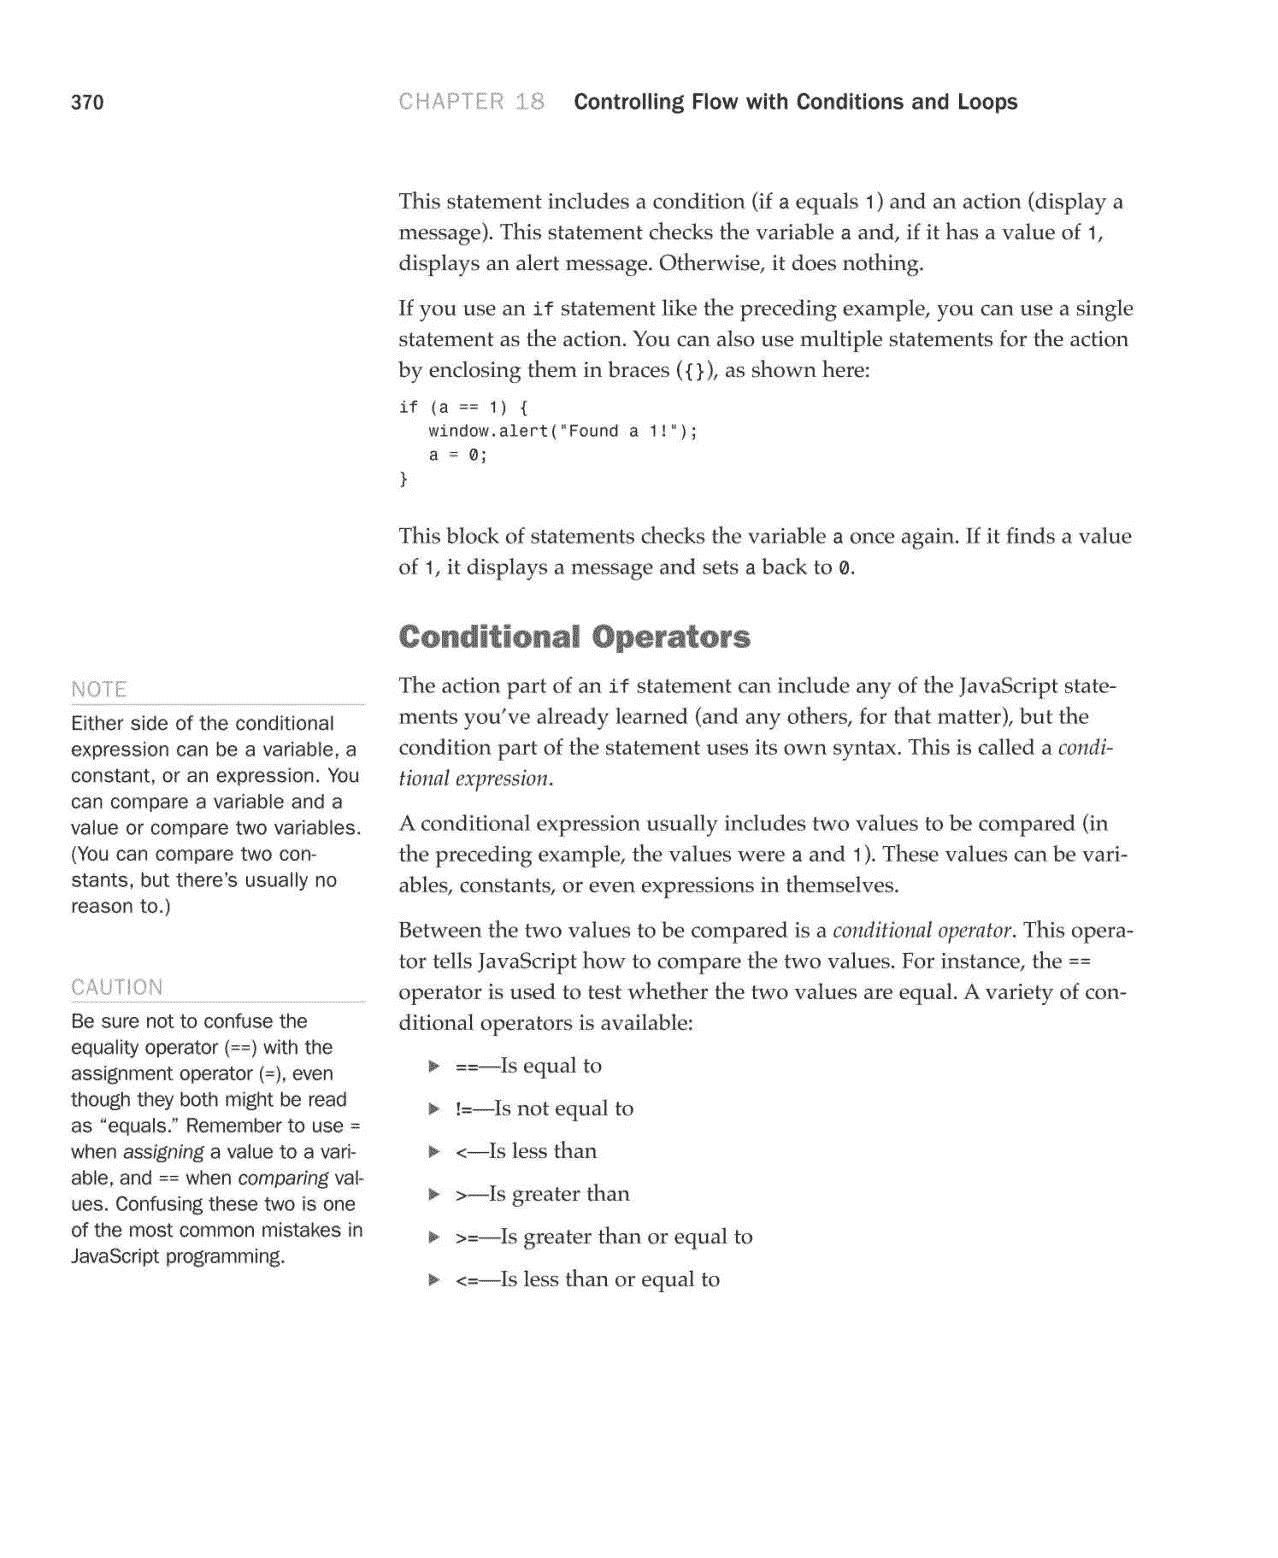 370
CHAPTER 18 Controlling Flow with Conditions and Loops
This statement includes a condition (if a equals 1) and an action (display a
message). This statement checks the variable a and, if it has a value of 1,
displays an alert message. Otherwise, it does nothing.
If you use an if statement like the preceding example, you can use a single
statement as the action. You can also use multiple statements for the action
by enclosing them in braces ({}), as shown here:
if (a == 1) {
   window.alert("Found a 1!");
   a = 0;
}
This block of statements checks the variable a once again. If it finds a value
of 1, it displays a message and sets a back to 0.
Conditional Operators
The action part of an if statement can include any of the JavaScript state-
ments you've already learned (and any others, for that matter), but the
condition part of the statement uses its own syntax. This is called a condi-
tional expression.
A conditional expression usually includes two values to be compared (in
the preceding example, the values were a and 1). These values can be vari-
ables, constants, or even expressions in themselves.
Between the two values to be compared is a conditional operator. This opera-
tor tells JavaScript how to compare the two values. For instance, the ==
operator is used to test whether the two values are equal. A variety of con-
ditional operators is available:
▶ ==—Is equal to
▶ !=—Is not equal to
▶ <—Is less than
▶ >—Is greater than
▶ >=—Is greater than or equal to
▶ <=—Is less than or equal to
NOTE
Either side of the conditional
expression can be a variable, a
constant, or an expression. You
can compare a variable and a
value or compare two variables.
(You can compare two con-
stants, but there's usually no
reason to.)
CAUTION
Be sure not to confuse the
equality operator (==) with the
assignment operator (=), even
though they both might be read
as “equals.” Remember to use =
when assigning a value to a vari-
able, and == when comparing val-
ues. Confusing these two is one
of the most common mistakes in
JavaScript programming.